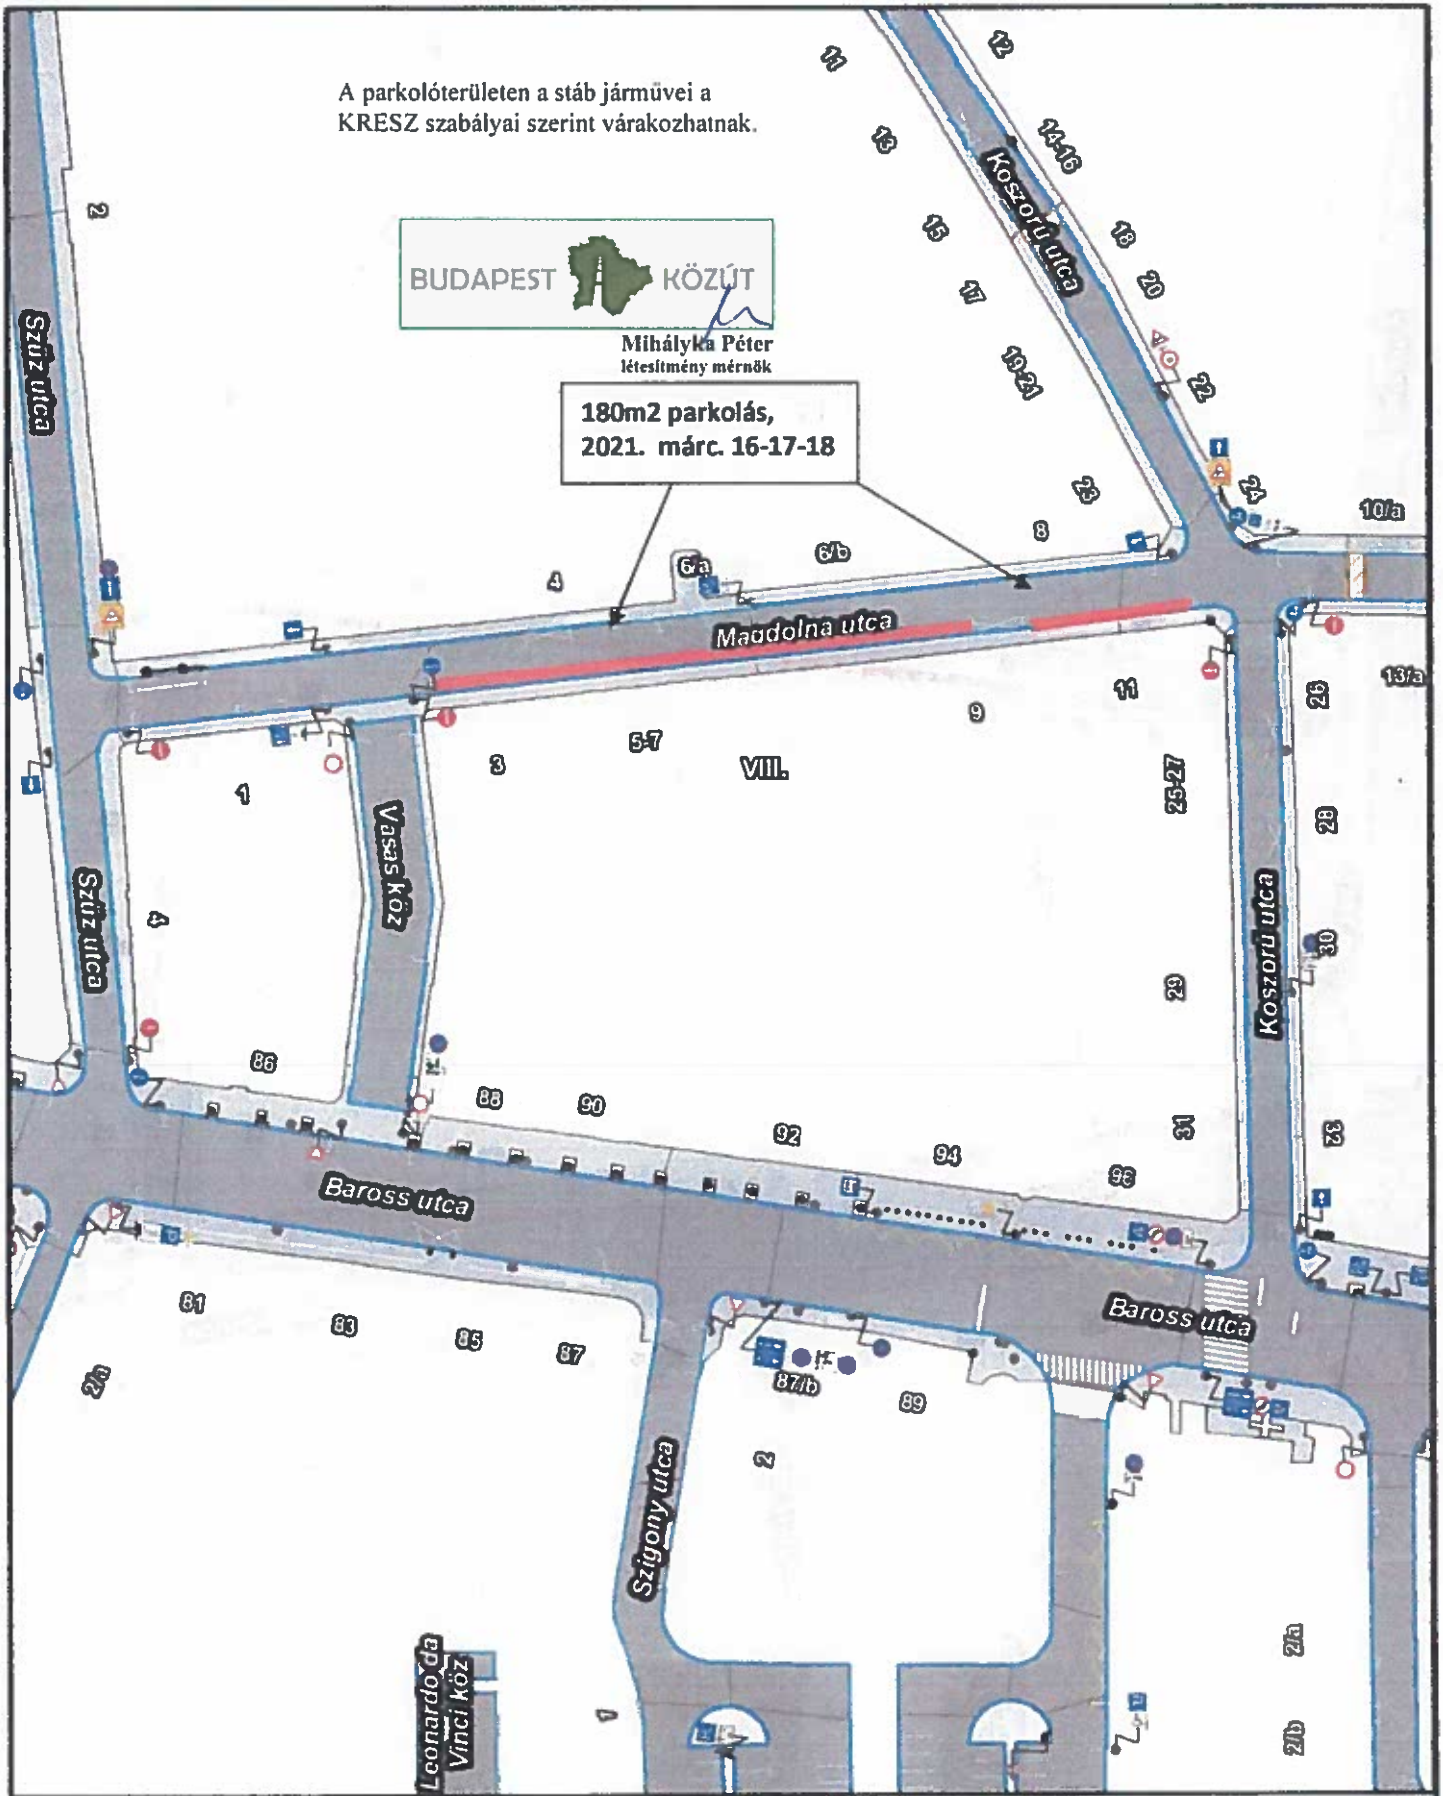 A parkolóterületen a stáb járművei a
KRESZ szabályai szerint várakozhatnak.
BUDAPEST KÖZÚT
Mihályka Péter
létesítmény mérnök
180m2 parkolás,
2021. márc. 16-17-18
11
12
13
14-16
Koszorú utca
15
18
17
20
19-21
22
23
24
10/a
2
Szűz utca
4
6/a
6/b
8
Magdolna utca
1
3
5-7
VIII.
9
11
25-27
26
13/a
28
Vasas köz
Szűz utca
4
Koszorú utca
29
30
31
32
86
88
90
92
94
96
Baross utca
Baross utca
81
83
85
87
2/a
87/b
89
2
Szigony utca
1
Leonardo da
Vinci köz
2/a
2/b